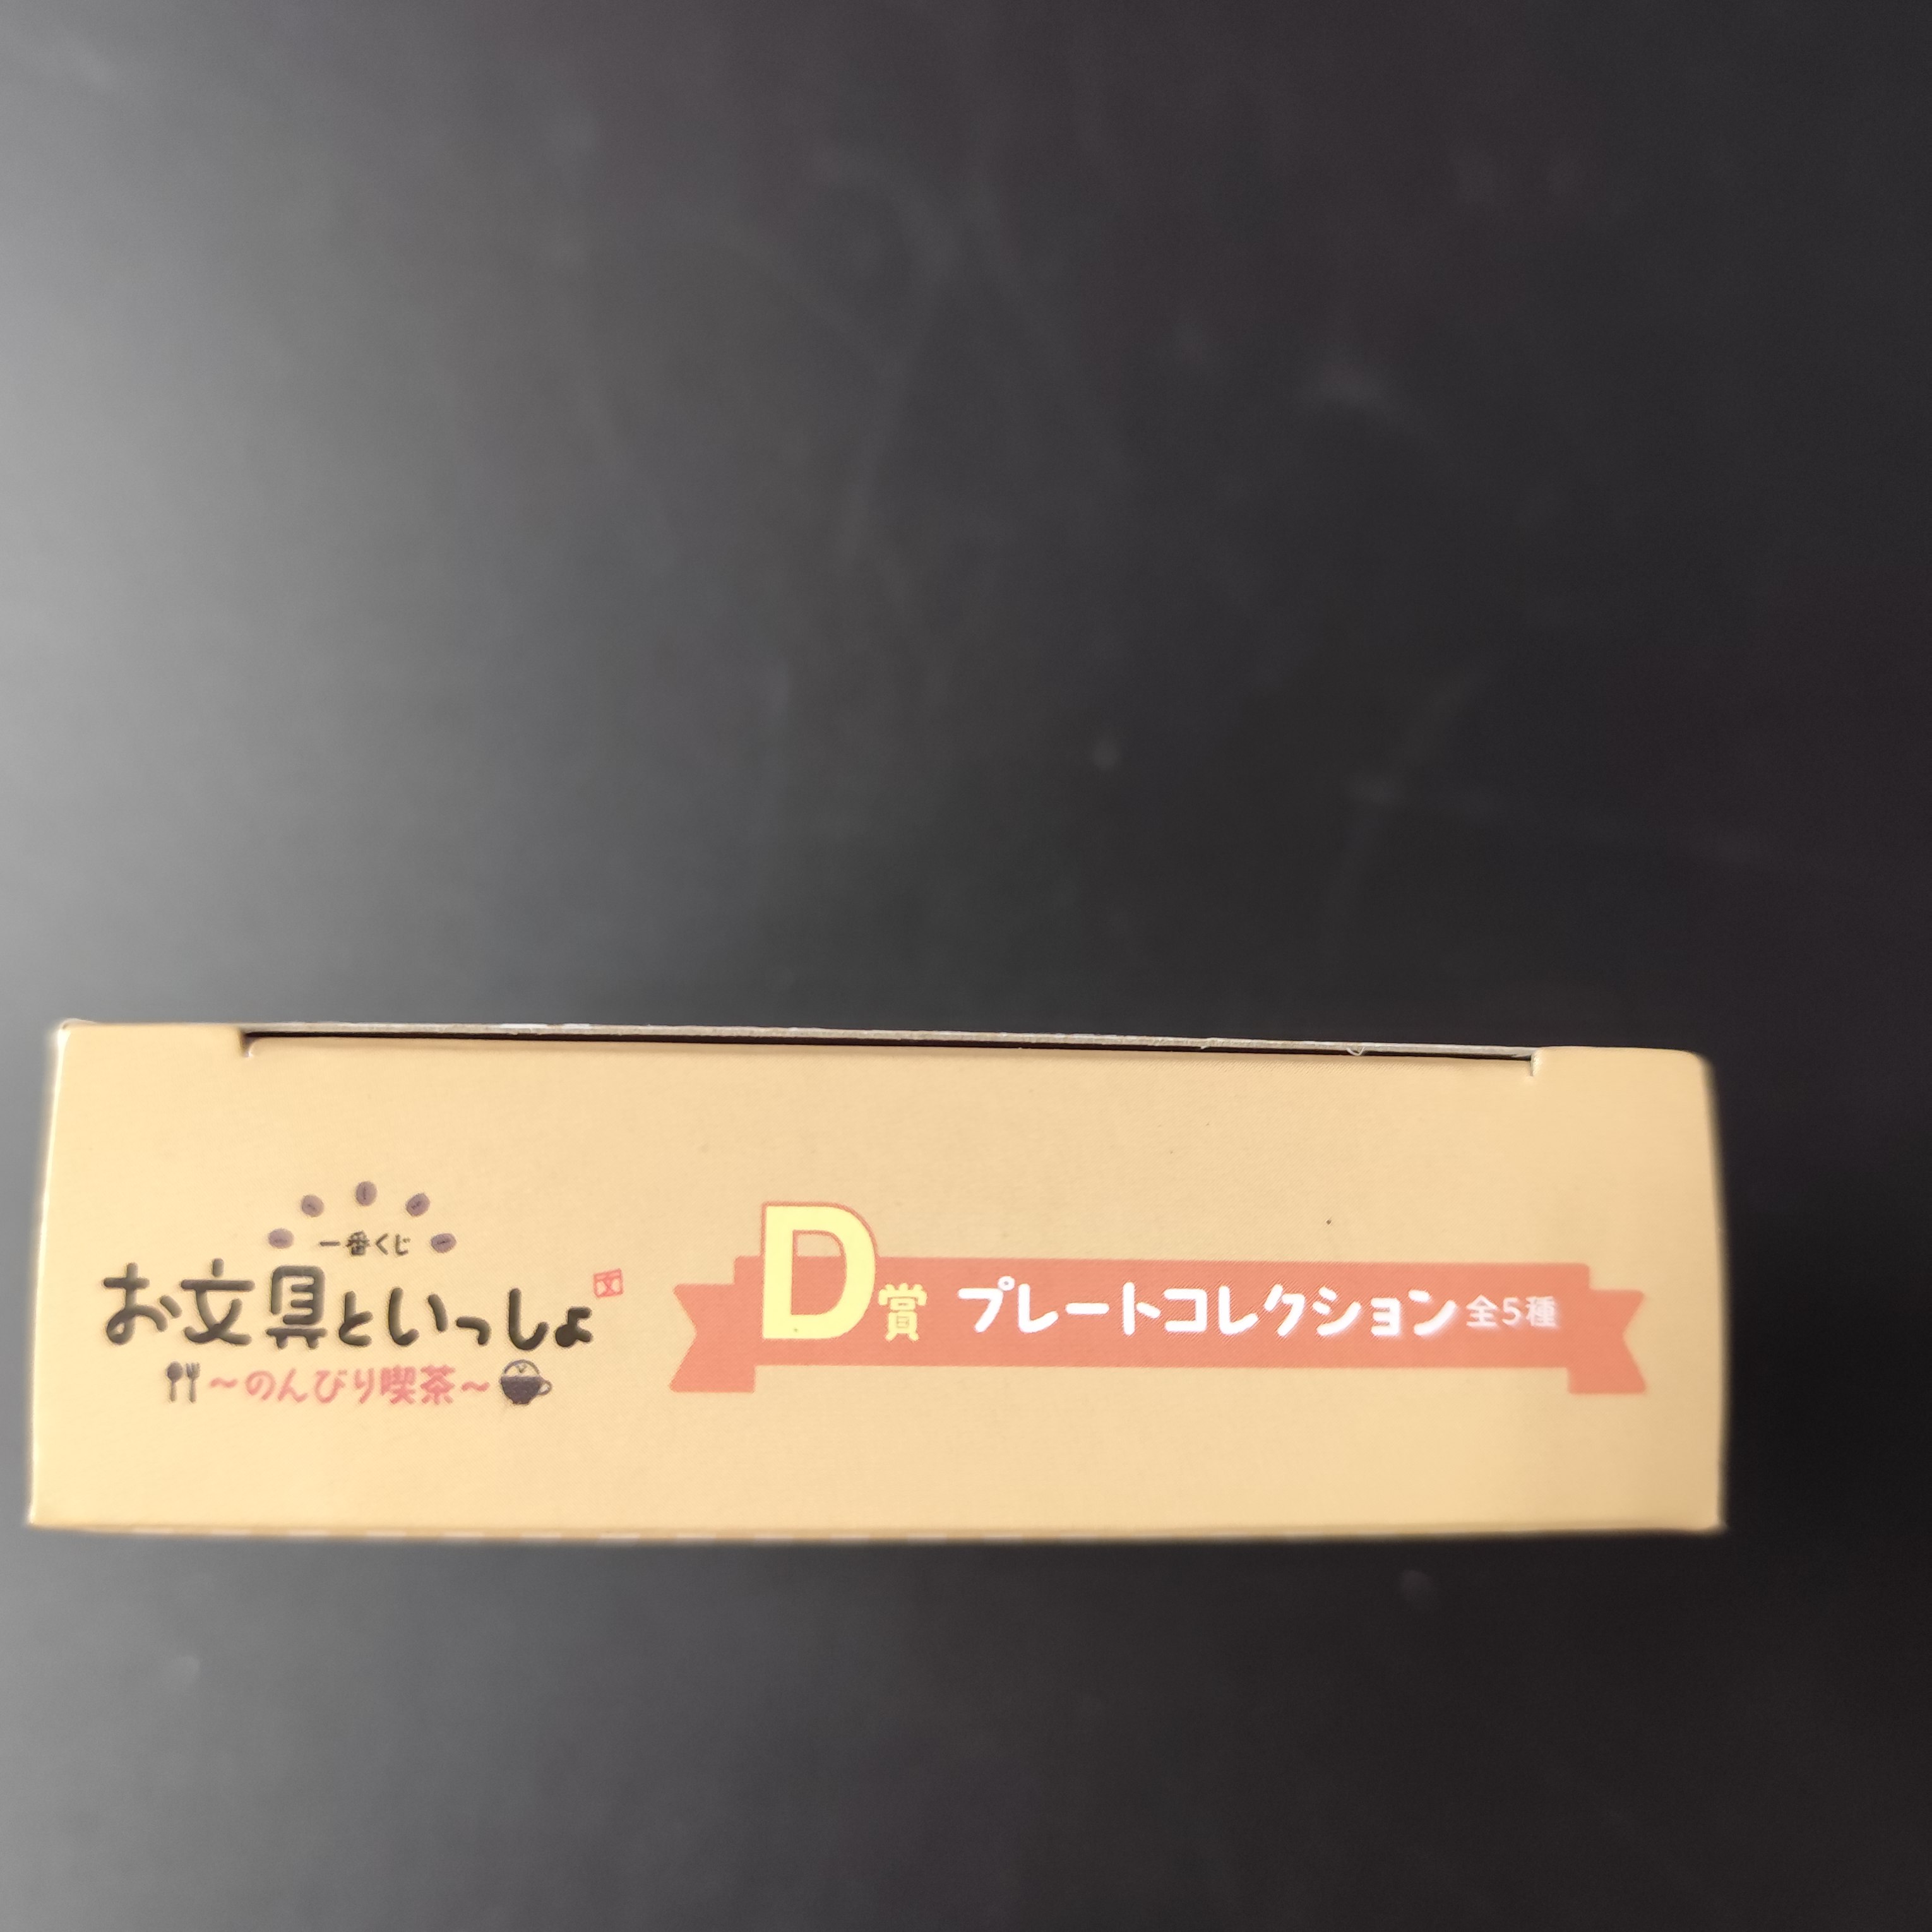 一番くじ
お文具といっしょ
～のんびり喫茶～
D賞 プレートコレクション 全5種